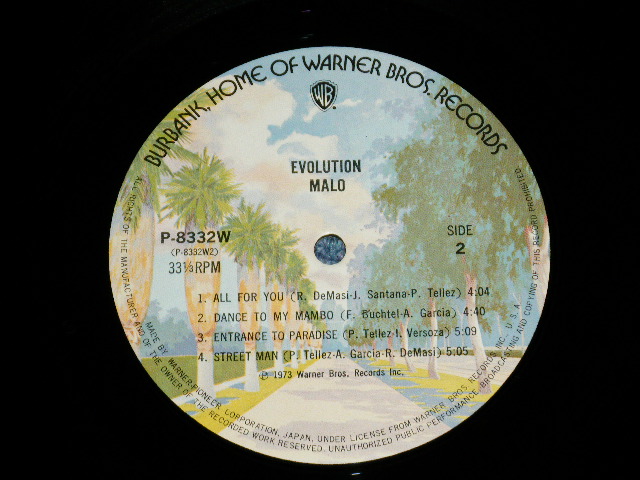 BURBANK, HOME OF WARNER BROS. RECORDS
WB
EVOLUTION
MALO
P-8332W
(P-8332W2)
33⅓RPM
SIDE
2
1. ALL FOR YOU (R. DeMasi-J. Santana-P. Tellez) 4:04
2. DANCE TO MY MAMBO (F. Buchtel-A. Garcia) 4:40
3. ENTRANCE TO PARADISE (P. Tellez-I. Versoza) 5:09
4. STREET MAN (P. Tellez-A. Garcia-R. DeMasi) 5:05
℗ 1973 Warner Bros. Records Inc.
MADE BY WARNER-PIONEER CORPORATION, JAPAN, UNDER LICENSE FROM WARNER BROS RECORDS INC., U.S.A.
ALL RIGHTS OF THE MANUFACTURER AND OF THE OWNER OF THE RECORDED WORK RESERVED. UNAUTHORIZED PUBLIC PERFORMANCE, BROADCASTING AND COPYING OF THIS RECORD PROHIBITED